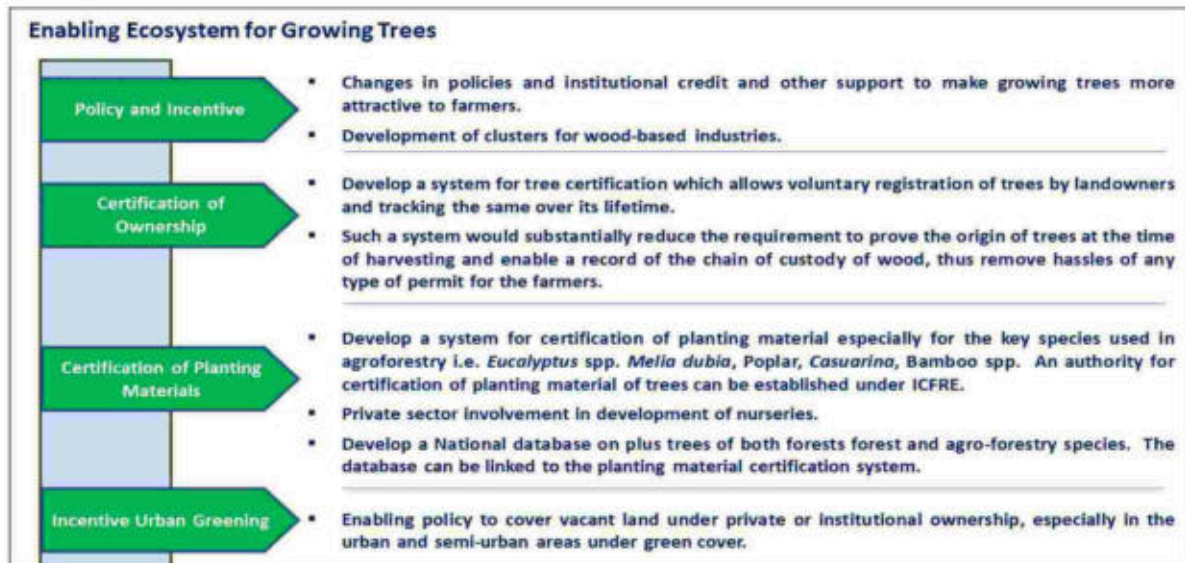 Enabling Ecosystem for Growing Trees
Policy and Incentive
▪ Changes in policies and institutional credit and other support to make growing trees more
attractive to farmers.
▪ Development of clusters for wood-based industries.
Certification of
Ownership
▪ Develop a system for tree certification which allows voluntary registration of trees by landowners
and tracking the same over its lifetime.
▪ Such a system would substantially reduce the requirement to prove the origin of trees at the time
of harvesting and enable a record of the chain of custody of wood, thus remove hassles of any
type of permit for the farmers.
Certification of Planting
Materials
▪ Develop a system for certification of planting material especially for the key species used in
agroforestry i.e. Eucalyptus spp. Melia dubia, Poplar, Casuarina, Bamboo spp. An authority for
certification of planting material of trees can be established under ICFRE.
▪ Private sector involvement in development of nurseries.
▪ Develop a National database on plus trees of both forests forest and agro-forestry species. The
database can be linked to the planting material certification system.
Incentive Urban Greening
▪ Enabling policy to cover vacant land under private or institutional ownership, especially in the
urban and semi-urban areas under green cover.